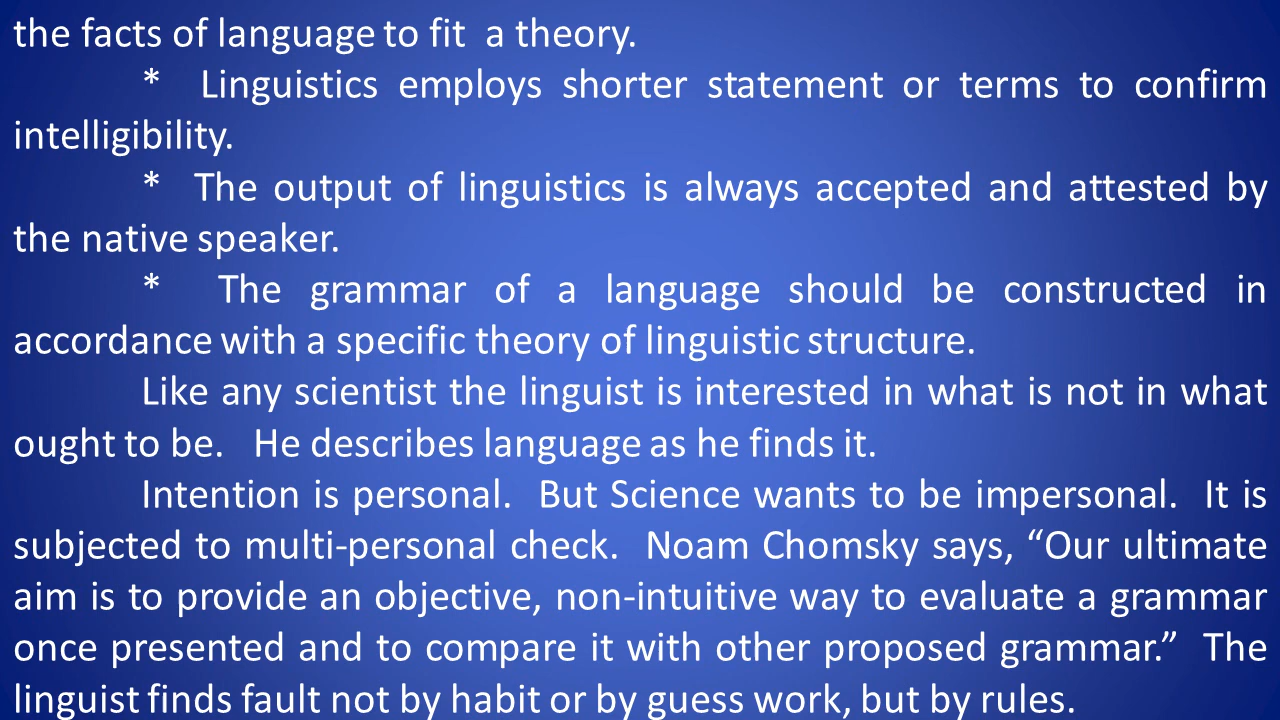 the facts of language to fit a theory.
* Linguistics employs shorter statement or terms to confirm
intelligibility.
* The output of linguistics is always accepted and attested by
the native speaker.
* The grammar of a language should be constructed in
accordance with a specific theory of linguistic structure.
Like any scientist the linguist is interested in what is not in what
ought to be. He describes language as he finds it.
Intention is personal. But Science wants to be impersonal. It is
subjected to multi-personal check. Noam Chomsky says, “Our ultimate
aim is to provide an objective, non-intuitive way to evaluate a grammar
once presented and to compare it with other proposed grammar.” The
linguist finds fault not by habit or by guess work, but by rules.